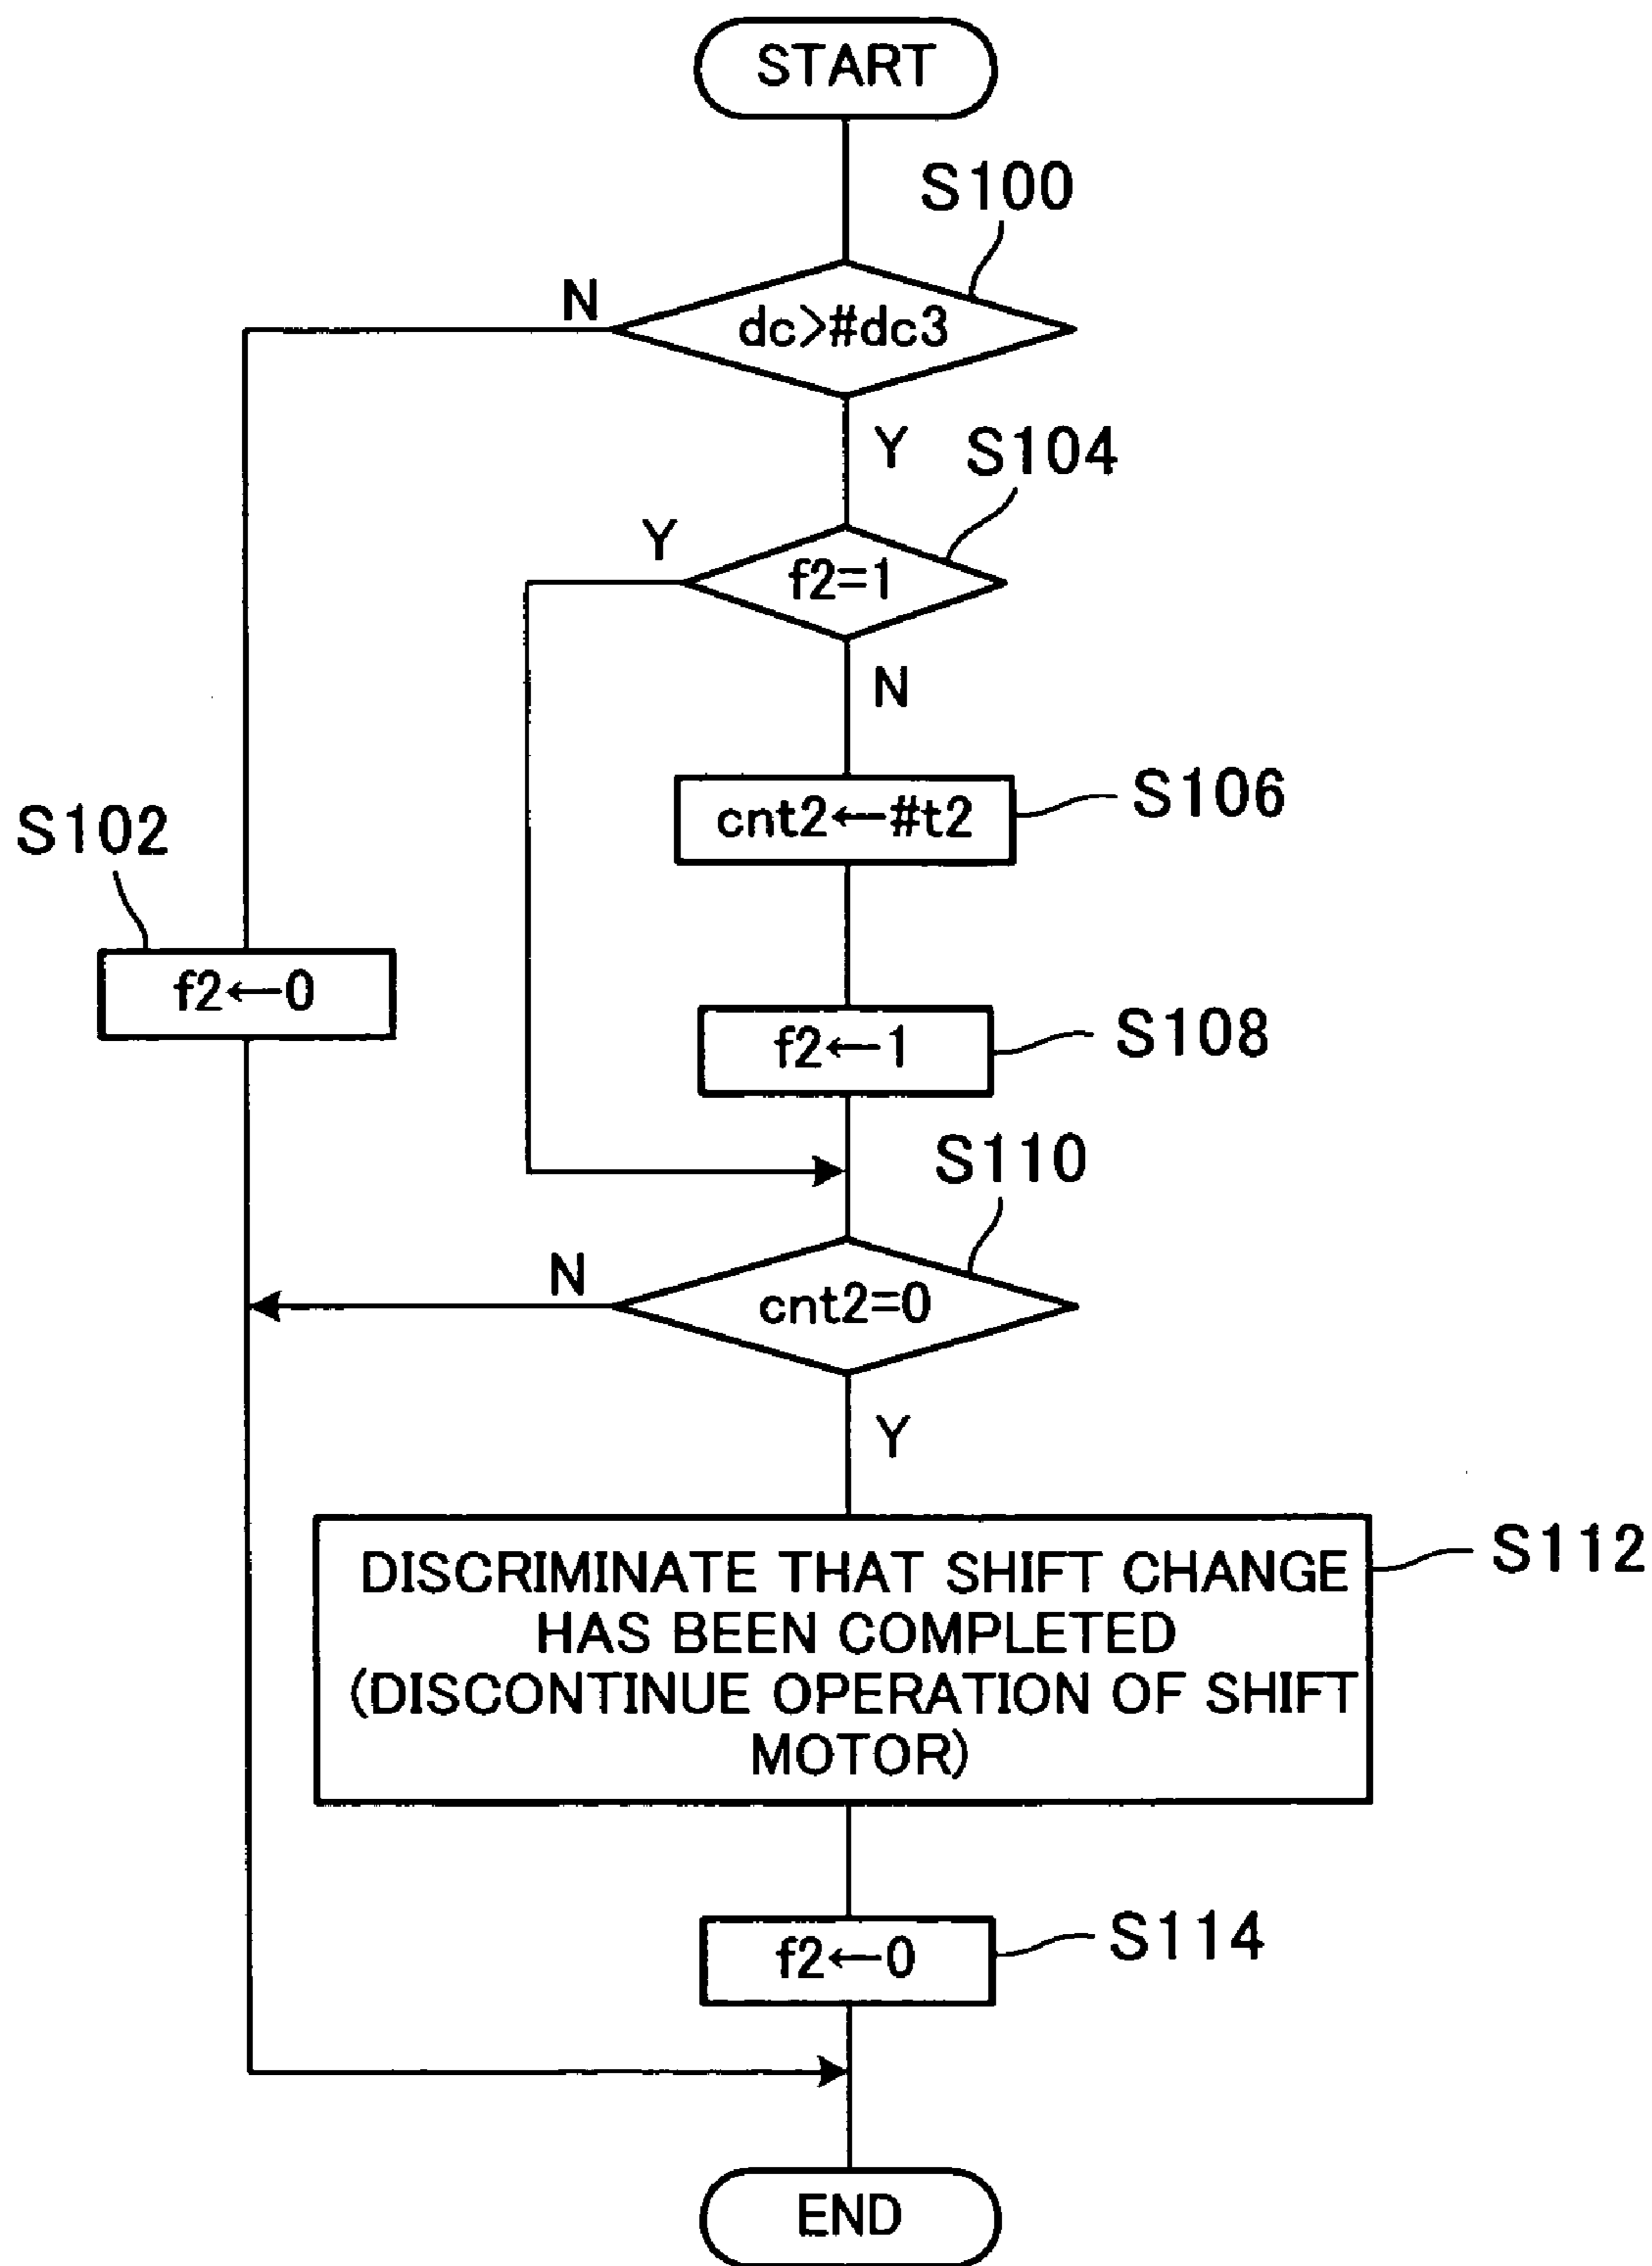 START
S100
N
dc>#dc3
Y
S104
Y
f2=1
N
cnt2←#t2
S106
S102
f2←0
f2←1
S108
S110
N
cnt2=0
Y
DISCRIMINATE THAT SHIFT CHANGE
HAS BEEN COMPLETED
(DISCONTINUE OPERATION OF SHIFT
MOTOR)
S112
f2←0
S114
END